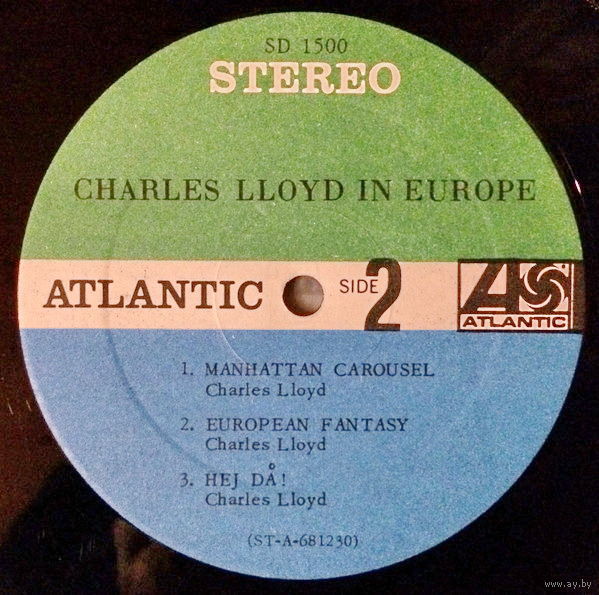 SD 1500
STEREO
CHARLES LLOYD IN EUROPE
ATLANTIC
SIDE 2
ATLANTIC
1. MANHATTAN CAROUSEL
Charles Lloyd
2. EUROPEAN FANTASY
Charles Lloyd
3. HEJ DÅ!
Charles Lloyd
(ST-A-681230)
www.ay.by